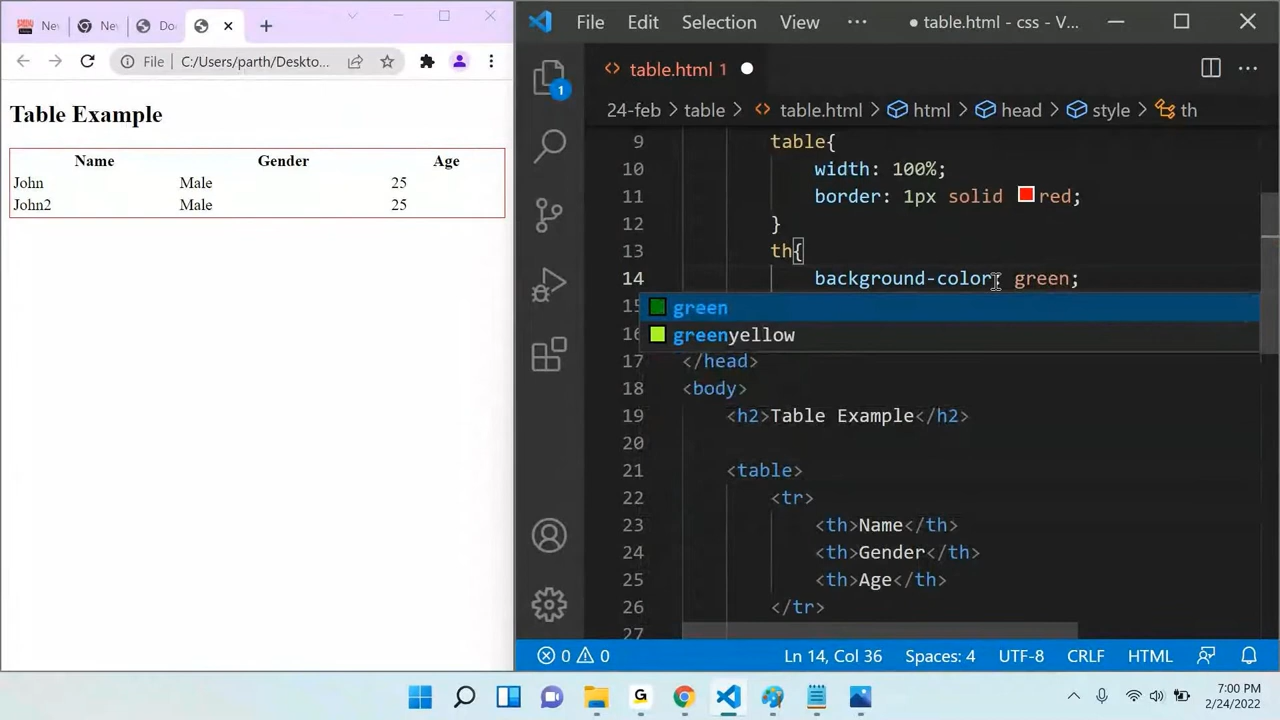 Nev
Nev
Do
File
C:/Users/parth/Deskto...
Table Example
Name Gender Age
John Male 25
John2 Male 25
File Edit Selection View ···
● table.html - css - V...
<> table.html 1 ●
1
24-feb > table > <> table.html > html > head > style > th
9 table{
10 width: 100%;
11 border: 1px solid red;
12 }
13 th{
14 background-color: green;
green
greenyellow
17 </head>
18 <body>
19 <h2>Table Example</h2>
20
21 <table>
22 <tr>
23 <th>Name</th>
24 <th>Gender</th>
25 <th>Age</th>
26 </tr>
27
0 0
Ln 14, Col 36 Spaces: 4 UTF-8 CRLF HTML
G
7:00 PM
2/24/2022